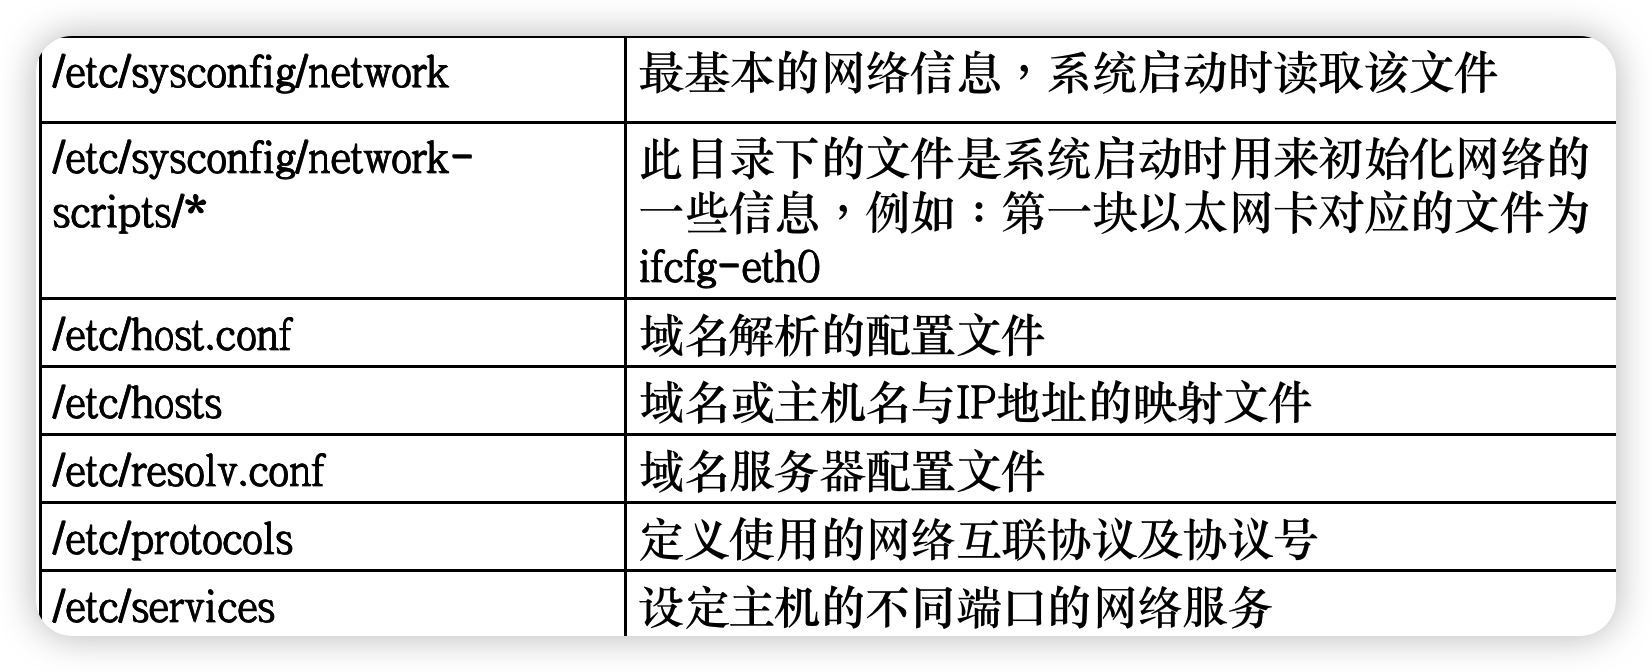 /etc/sysconfig/network
最基本的网络信息，系统启动时读取该文件
/etc/sysconfig/network-
scripts/*
此目录下的文件是系统启动时用来初始化网络的
一些信息，例如：第一块以太网卡对应的文件为
ifcfg-eth0
/etc/host.conf
域名解析的配置文件
/etc/hosts
域名或主机名与IP地址的映射文件
/etc/resolv.conf
域名服务器配置文件
/etc/protocols
定义使用的网络互联协议及协议号
/etc/services
设定主机的不同端口的网络服务